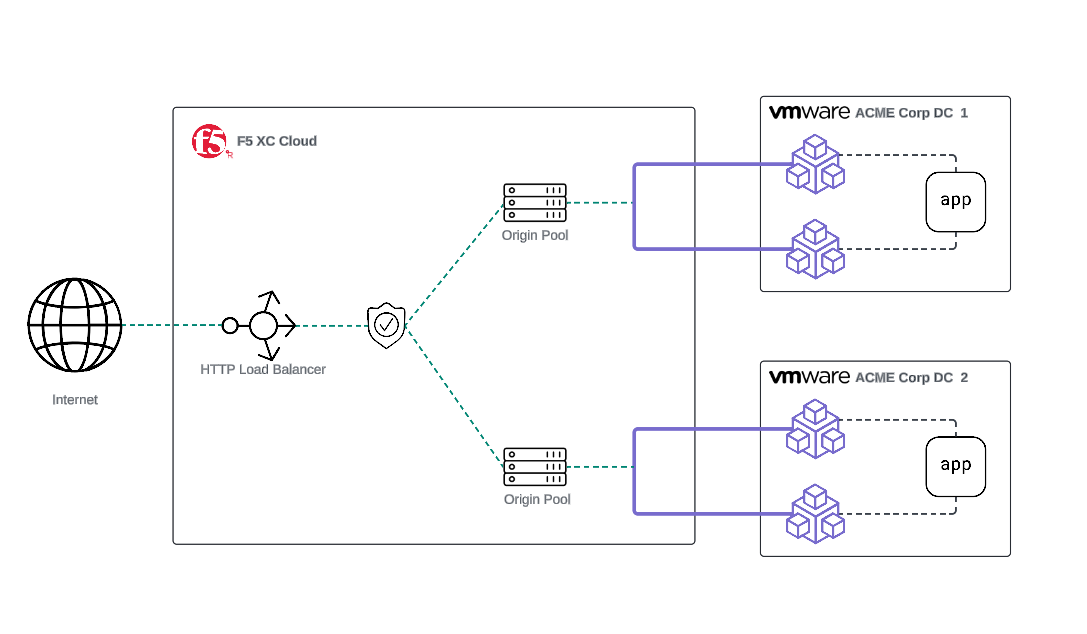 f5 R F5 XC Cloud
Internet
HTTP Load Balancer
Origin Pool
Origin Pool
vmware ACME Corp DC 1
app
vmware ACME Corp DC 2
app